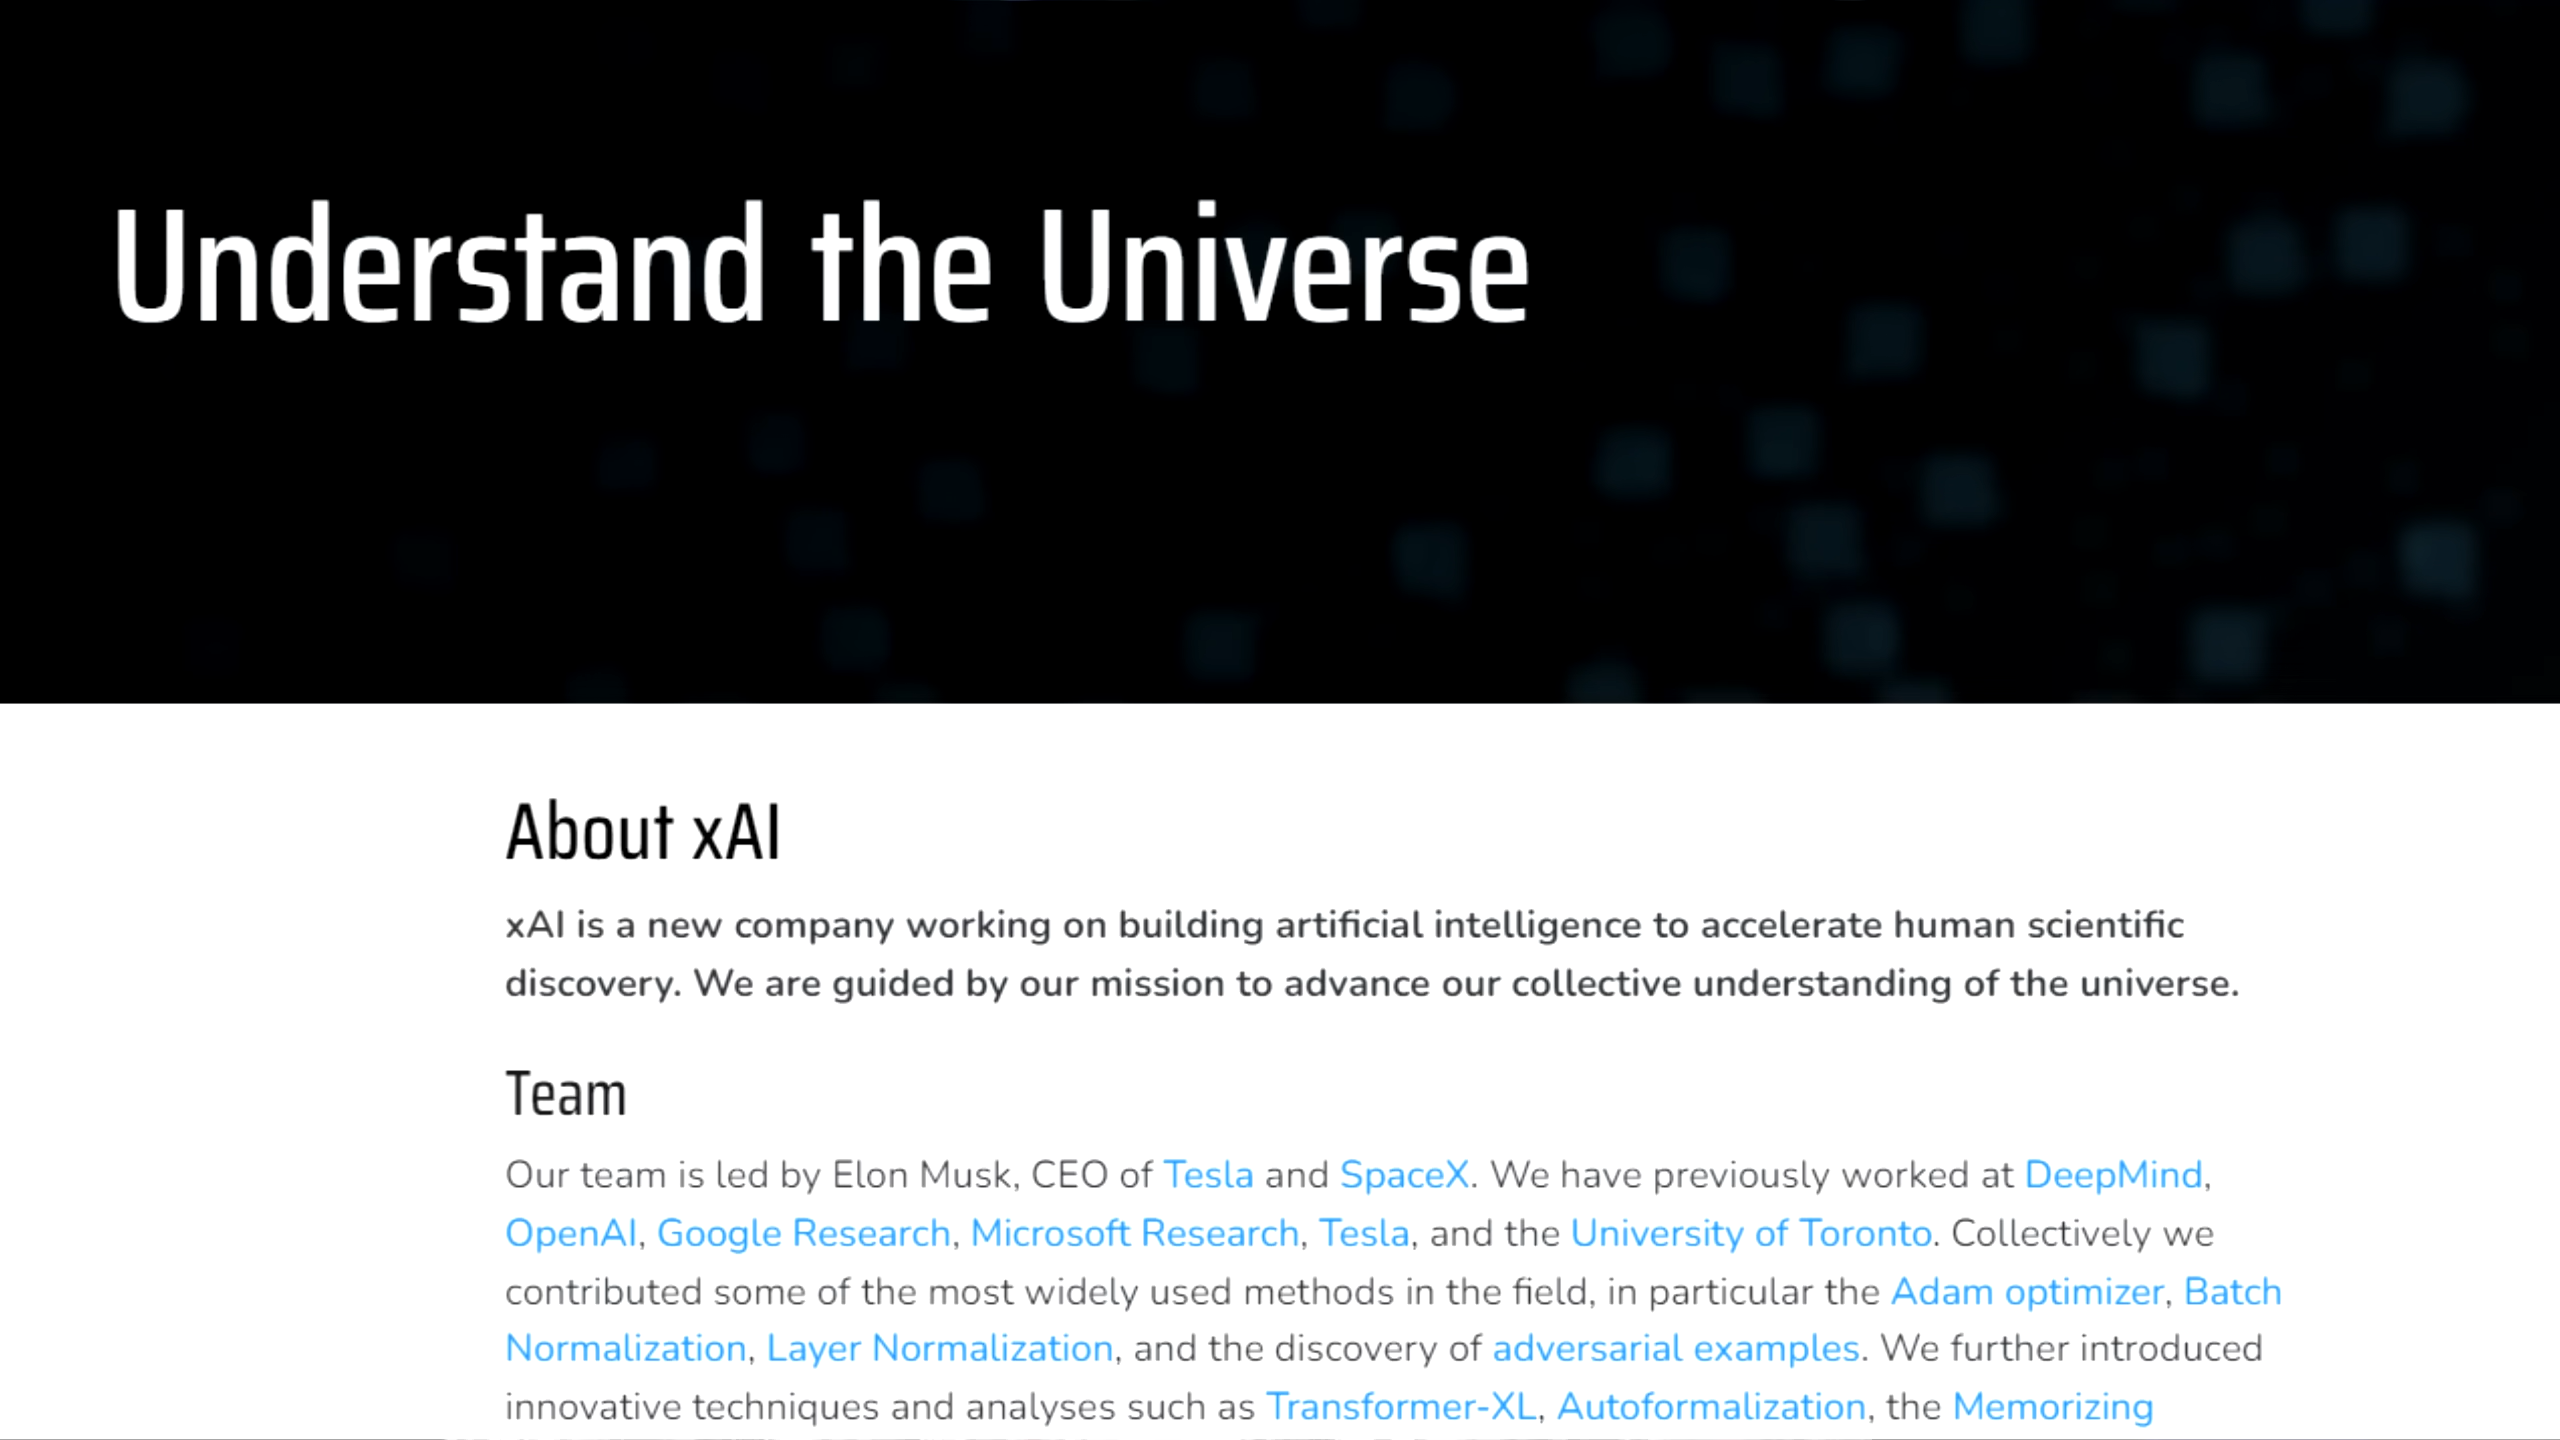 Understand the Universe
About xAI
xAI is a new company working on building artificial intelligence to accelerate human scientific
discovery. We are guided by our mission to advance our collective understanding of the universe.
Team
Our team is led by Elon Musk, CEO of Tesla and SpaceX. We have previously worked at DeepMind,
OpenAI, Google Research, Microsoft Research, Tesla, and the University of Toronto. Collectively we
contributed some of the most widely used methods in the field, in particular the Adam optimizer, Batch
Normalization, Layer Normalization, and the discovery of adversarial examples. We further introduced
innovative techniques and analyses such as Transformer-XL, Autoformalization, the Memorizing